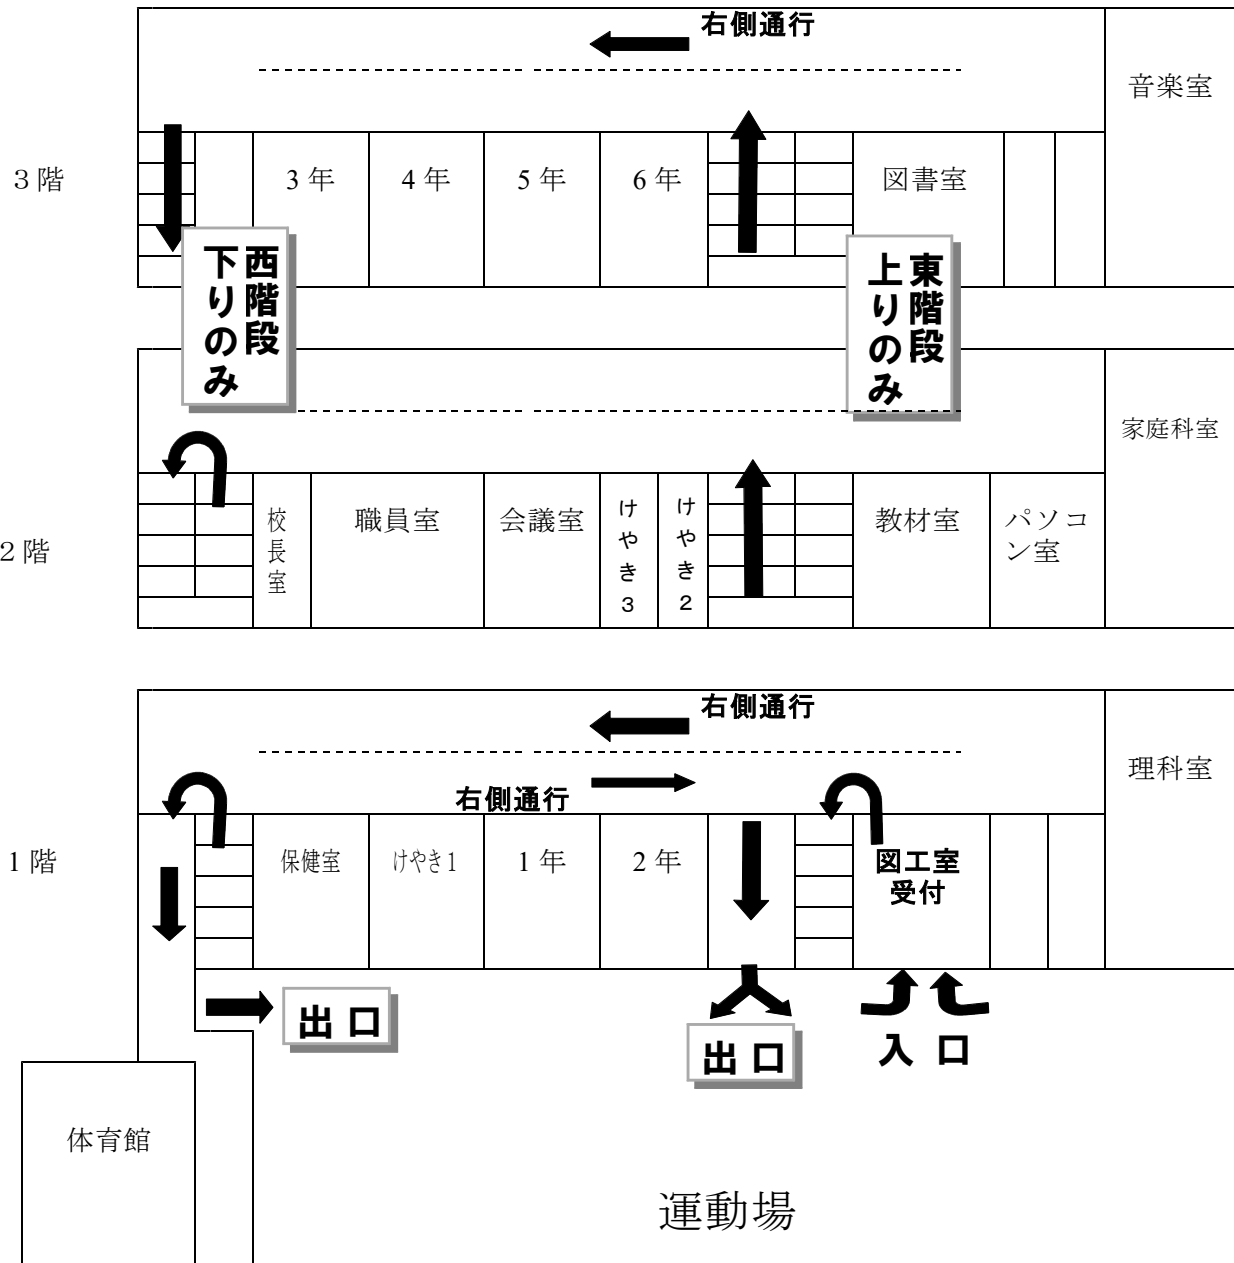 右側通行
音楽室
３階
3 年
4 年
5 年
6 年
図書室
西階段
下りのみ
東階段
上りのみ
家庭科室
２階
校長室
職員室
会議室
けやき３
けやき２
教材室
パソコ
ン室
右側通行
理科室
右側通行
１階
保健室
けやき1
1 年
2 年
図工室
受付
出 口
出 口
入 口
体育館
運動場